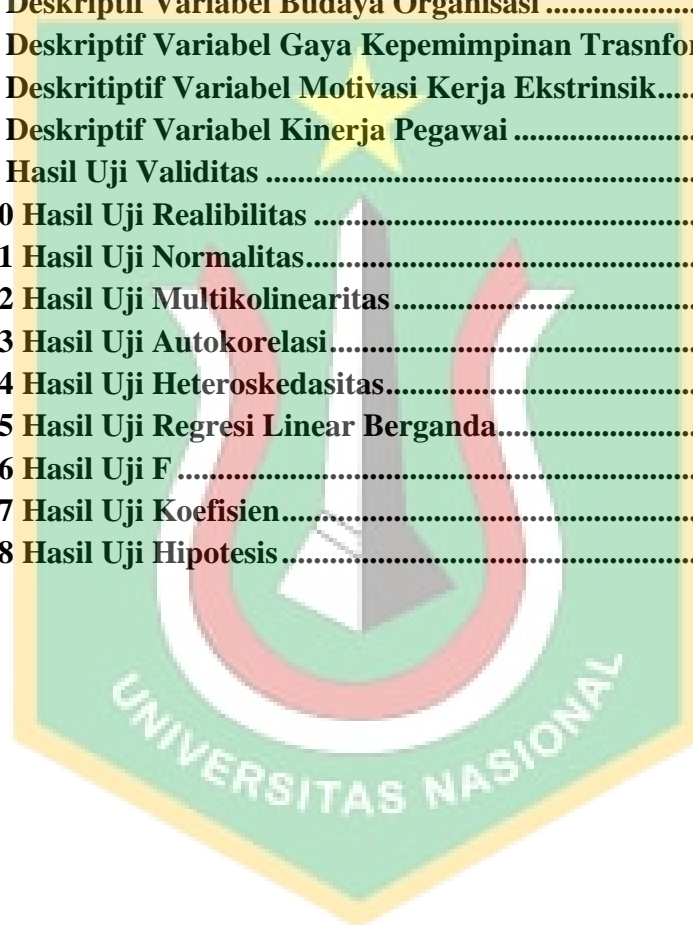 Deskriptif Variabel Budaya Organisasi ....................
Deskriptif Variabel Gaya Kepemimpinan Trasnfor
Deskritiptif Variabel Motivasi Kerja Ekstrinsik......
Deskriptif Variabel Kinerja Pegawai .........................
Hasil Uji Validitas ........................................................
0 Hasil Uji Realibilitas ................................................
1 Hasil Uji Normalitas.................................................
2 Hasil Uji Multikolinearitas.......................................
3 Hasil Uji Autokorelasi..............................................
4 Hasil Uji Heteroskedasitas.......................................
5 Hasil Uji Regresi Linear Berganda.........................
6 Hasil Uji F .................................................................
7 Hasil Uji Koefisien....................................................
8 Hasil Uji Hipotesis ....................................................
UNIVERSITAS NASIONAL